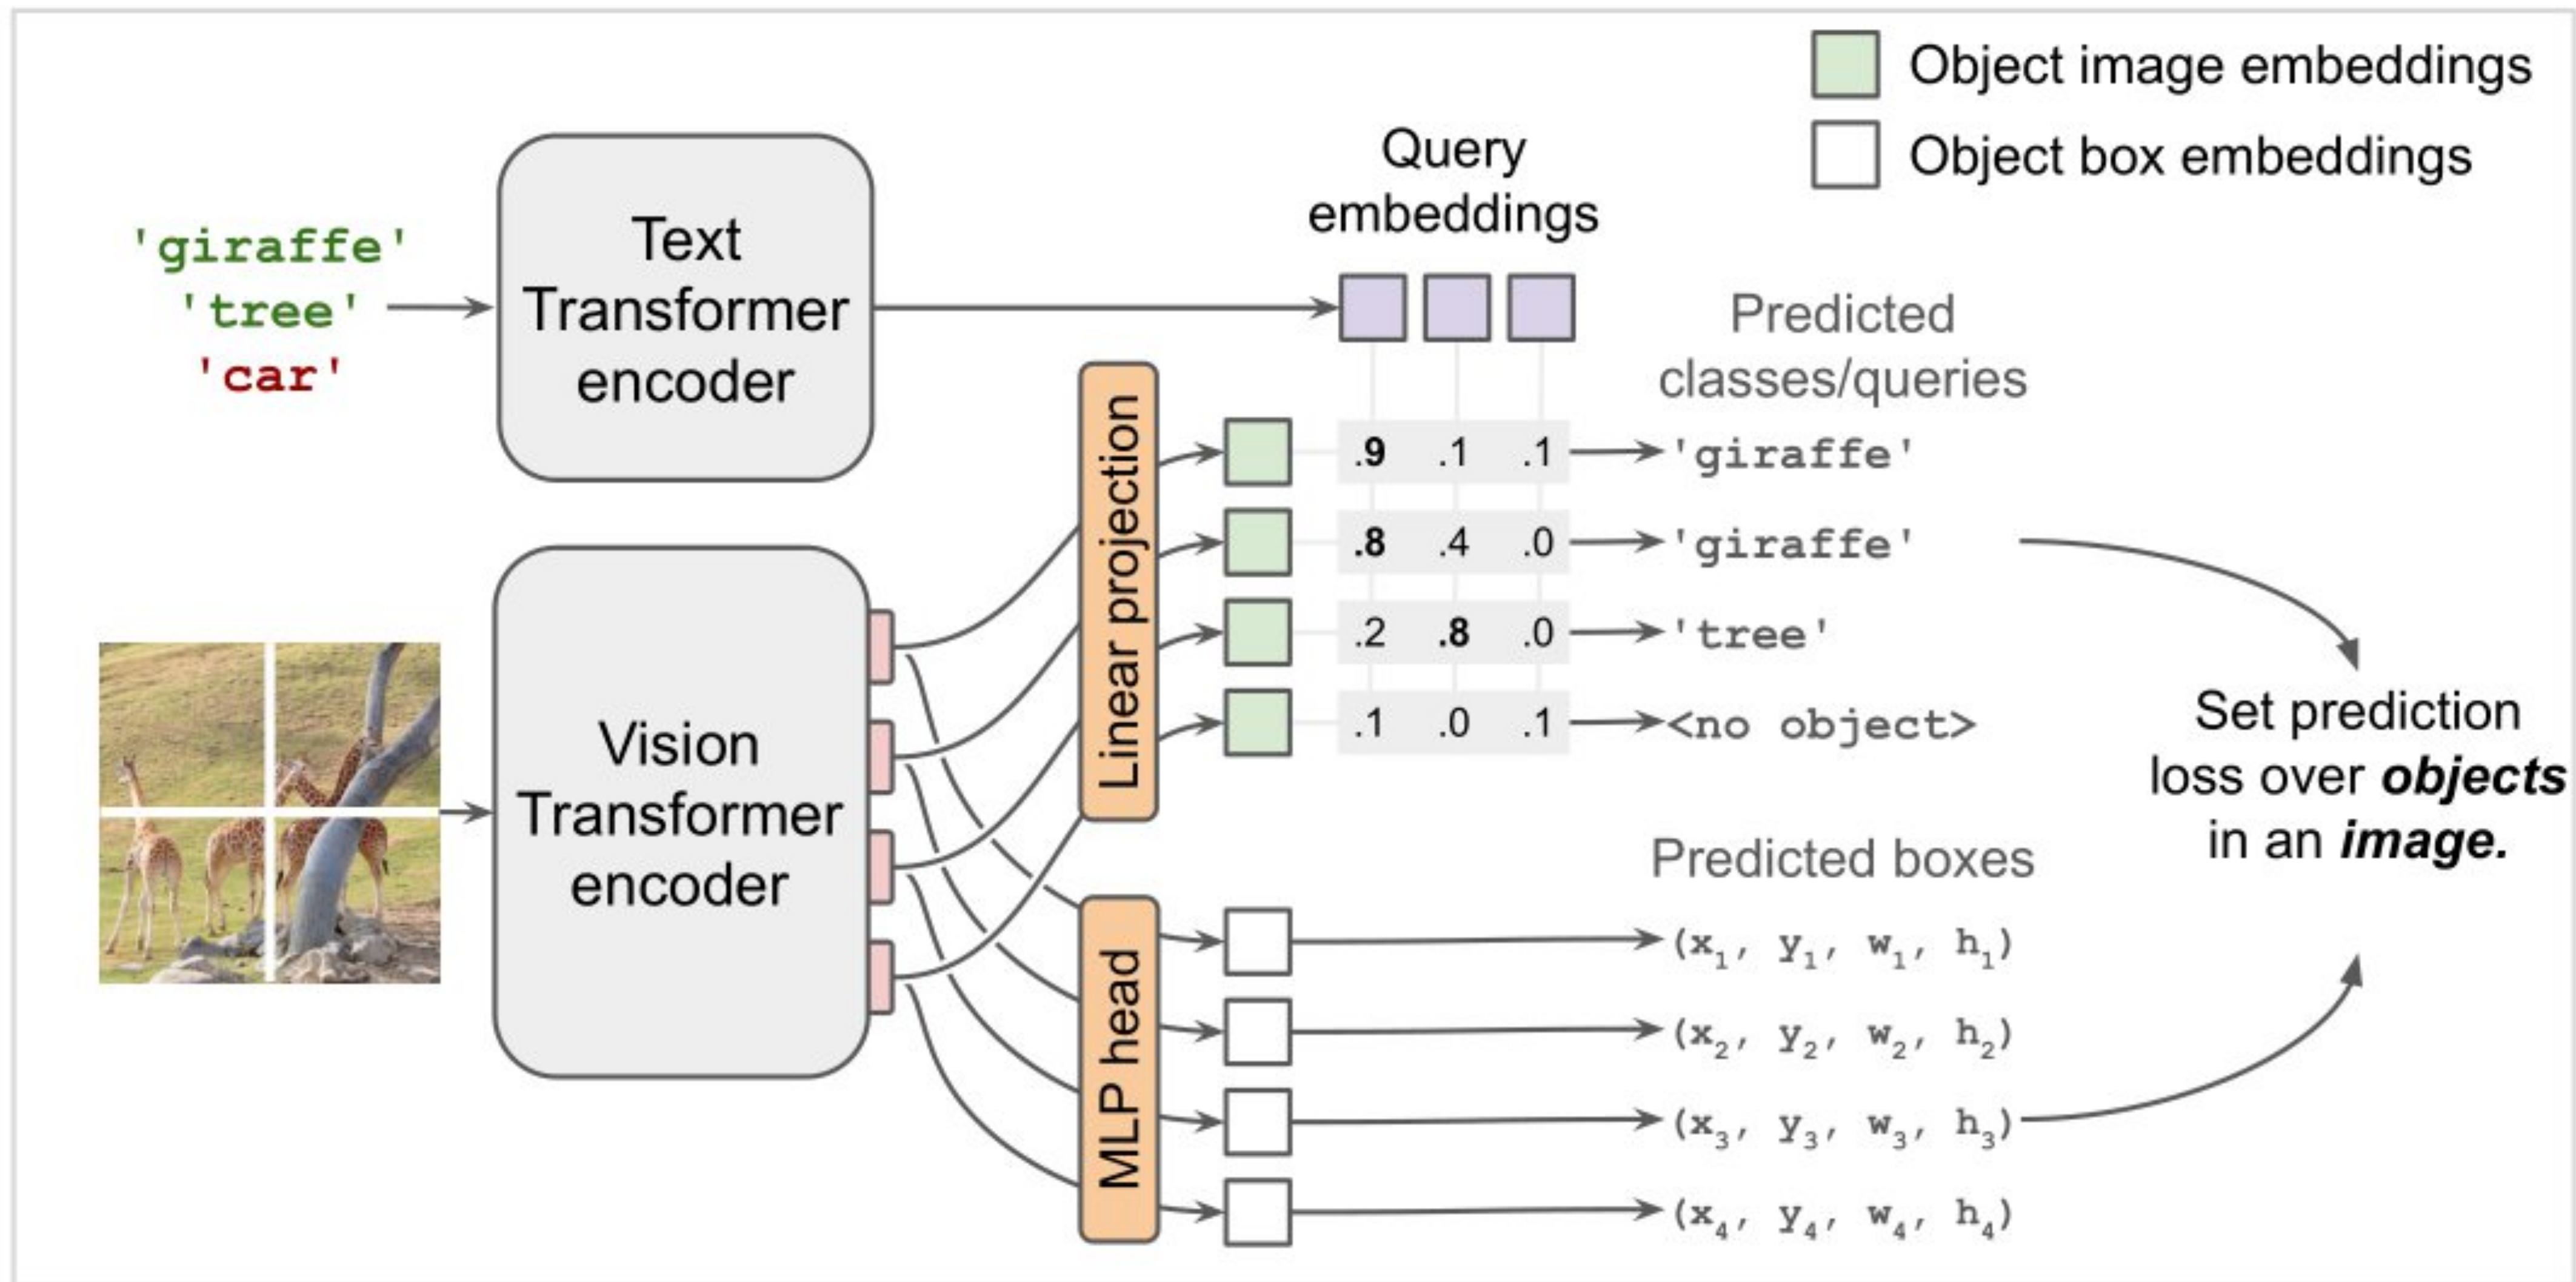 Object image embeddings
Object box embeddings
Query
embeddings
'giraffe'
'tree'
'car'
Text
Transformer
encoder
Predicted
classes/queries
Linear projection
.9 .1 .1
'giraffe'
.8 .4 .0
'giraffe'
.2 .8 .0
'tree'
.1 .0 .1
<no object>
Vision
Transformer
encoder
Set prediction
loss over objects
in an image.
MLP head
Predicted boxes
(x₁, y₁, w₁, h₁)
(x₂, y₂, w₂, h₂)
(x₃, y₃, w₃, h₃)
(x₄, y₄, w₄, h₄)